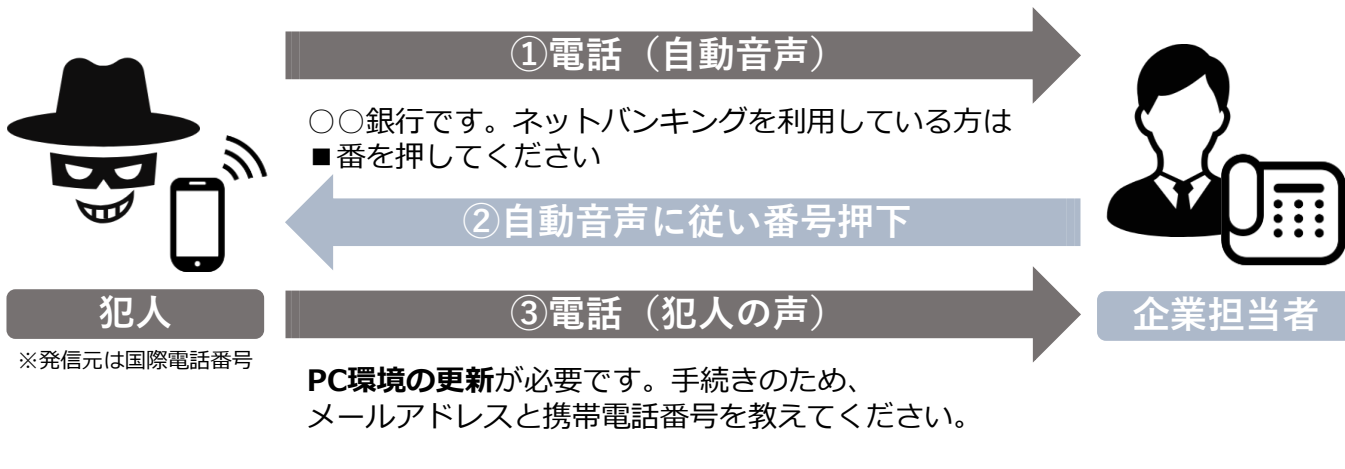 ①電話（自動音声）
○○銀行です。ネットバンキングを利用している方は
■番を押してください
②自動音声に従い番号押下
犯人
③電話（犯人の声）
企業担当者
※発信元は国際電話番号
PC環境の更新が必要です。手続きのため、
メールアドレスと携帯電話番号を教えてください。